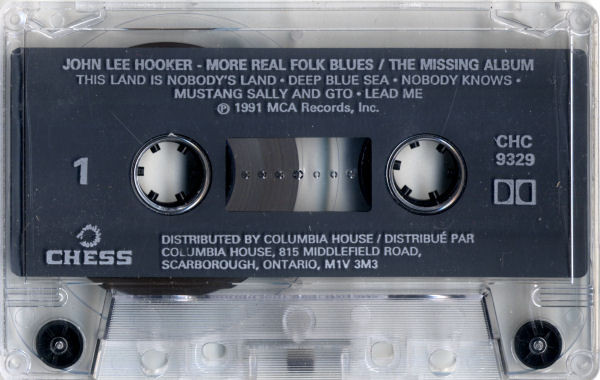 JOHN LEE HOOKER - MORE REAL FOLK BLUES / THE MISSING ALBUM
THIS LAND IS NOBODY'S LAND • DEEP BLUE SEA • NOBODY KNOWS •
MUSTANG SALLY AND GTO • LEAD ME
℗ 1991 MCA Records, Inc.
1
CHC
9329
CHESS
DISTRIBUTED BY COLUMBIA HOUSE / DISTRIBUÉ PAR
COLUMBIA HOUSE, 815 MIDDLEFIELD ROAD,
SCARBOROUGH, ONTARIO, M1V 3M3